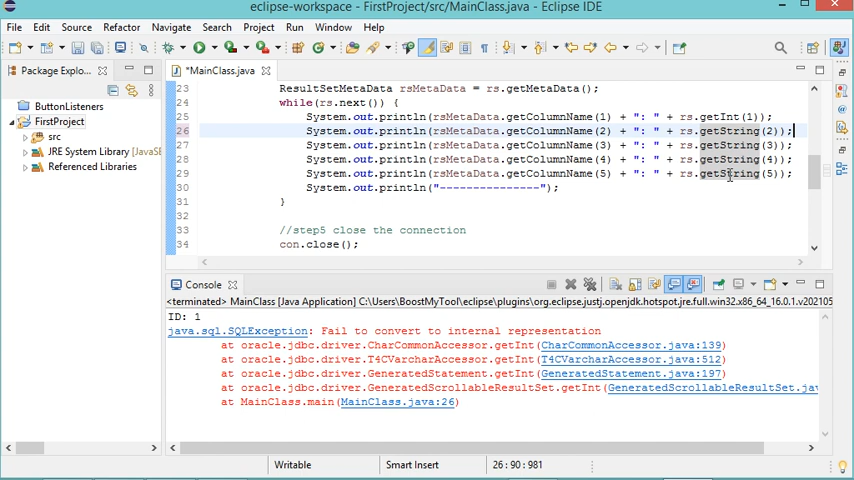 eclipse-workspace - FirstProject/src/MainClass.java - Eclipse IDE
File Edit Source Refactor Navigate Search Project Run Window Help
Package Explo...
*MainClass.java
ButtonListeners
FirstProject
src
JRE System Library [JavaSE
Referenced Libraries
23 ResultSetMetaData rsMetaData = rs.getMetaData();
24 while(rs.next()) {
25 System.out.println(rsMetaData.getColumnName(1) + ": " + rs.getInt(1));
26 System.out.println(rsMetaData.getColumnName(2) + ": " + rs.getString(2));
27 System.out.println(rsMetaData.getColumnName(3) + ": " + rs.getString(3));
28 System.out.println(rsMetaData.getColumnName(4) + ": " + rs.getString(4));
29 System.out.println(rsMetaData.getColumnName(5) + ": " + rs.getString(5));
30 System.out.println("---------------");
31 }
32
33 //step5 close the connection
34 con.close();
Console
<terminated> MainClass [Java Application] C:\Users\BoostMyTool\eclipse\plugins\org.eclipse.justj.openjdk.hotspot.jre.full.win32.x86_64_16.0.1.v202105
ID: 1
java.sql.SQLException: Fail to convert to internal representation
at oracle.jdbc.driver.CharCommonAccessor.getInt(CharCommonAccessor.java:139)
at oracle.jdbc.driver.T4CVarcharAccessor.getInt(T4CVarcharAccessor.java:512)
at oracle.jdbc.driver.GeneratedStatement.getInt(GeneratedStatement.java:197)
at oracle.jdbc.driver.GeneratedScrollableResultSet.getInt(GeneratedScrollableResultSet.jav
at MainClass.main(MainClass.java:26)
Writable Smart Insert 26 : 90 : 981